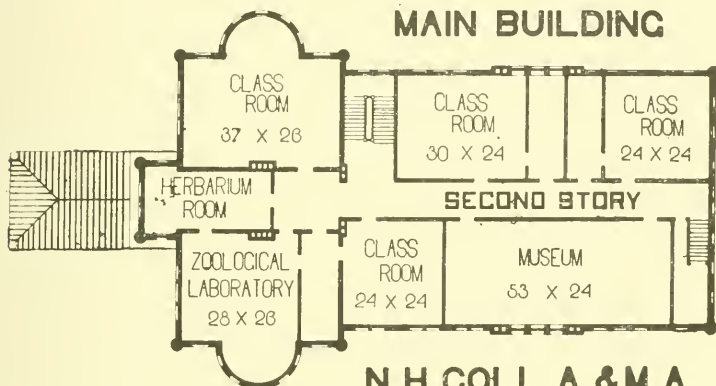 MAIN BUILDING
CLASS
ROOM
37 X 26
CLASS
ROOM
30 X 24
CLASS
ROOM
24 X 24
HERBARIUM
ROOM
SECOND STORY
ZOOLOGICAL
LABORATORY
28 X 26
CLASS
ROOM
24 X 24
MUSEUM
53 X 24
N.H.COLL. A.&M.A.